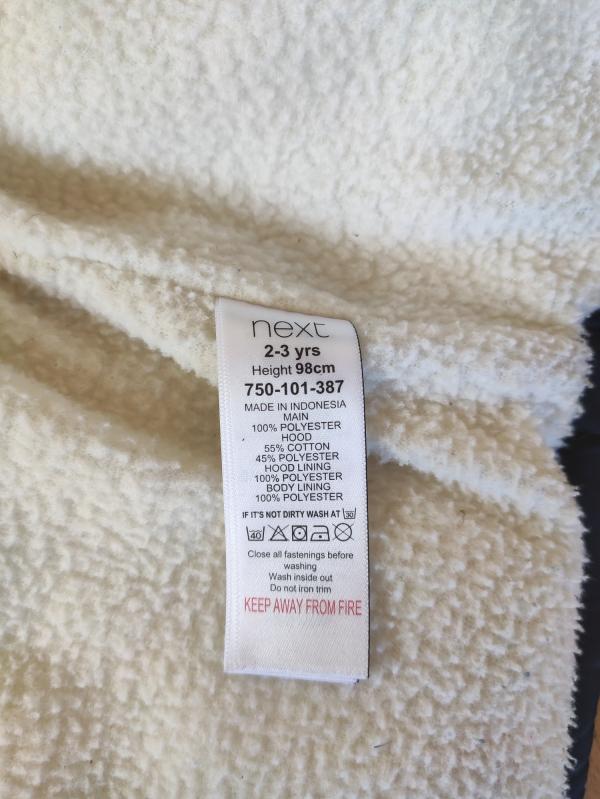 next
2-3 yrs
Height 98cm
750-101-387
MADE IN INDONESIA
MAIN
100% POLYESTER
HOOD
55% COTTON
45% POLYESTER
HOOD LINING
100% POLYESTER
BODY LINING
100% POLYESTER
IF IT'S NOT DIRTY WASH AT 30
40
Close all fastenings before
washing
Wash inside out
Do not iron trim
KEEP AWAY FROM FIRE